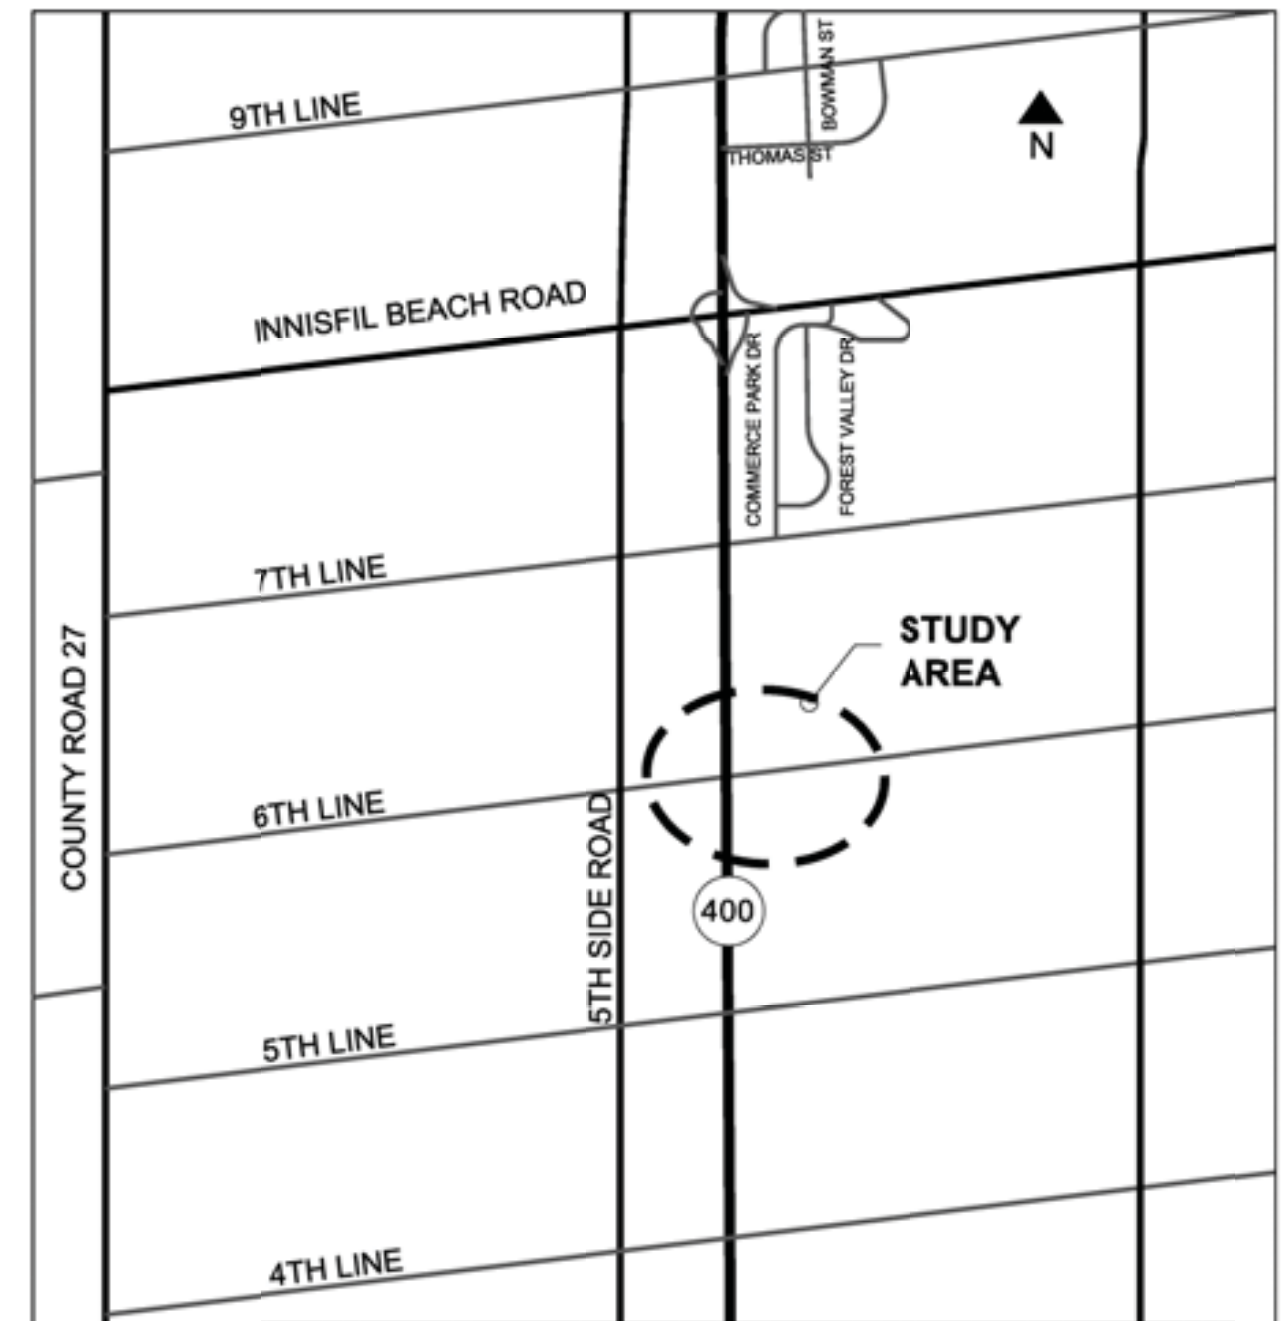 BOWMAN ST
9TH LINE
N
THOMAS ST
INNISFIL BEACH ROAD
COMMERCE PARK DR
FOREST VALLEY DR
7TH LINE
STUDY
AREA
COUNTY ROAD 27
6TH LINE
5TH SIDE ROAD
400
5TH LINE
4TH LINE